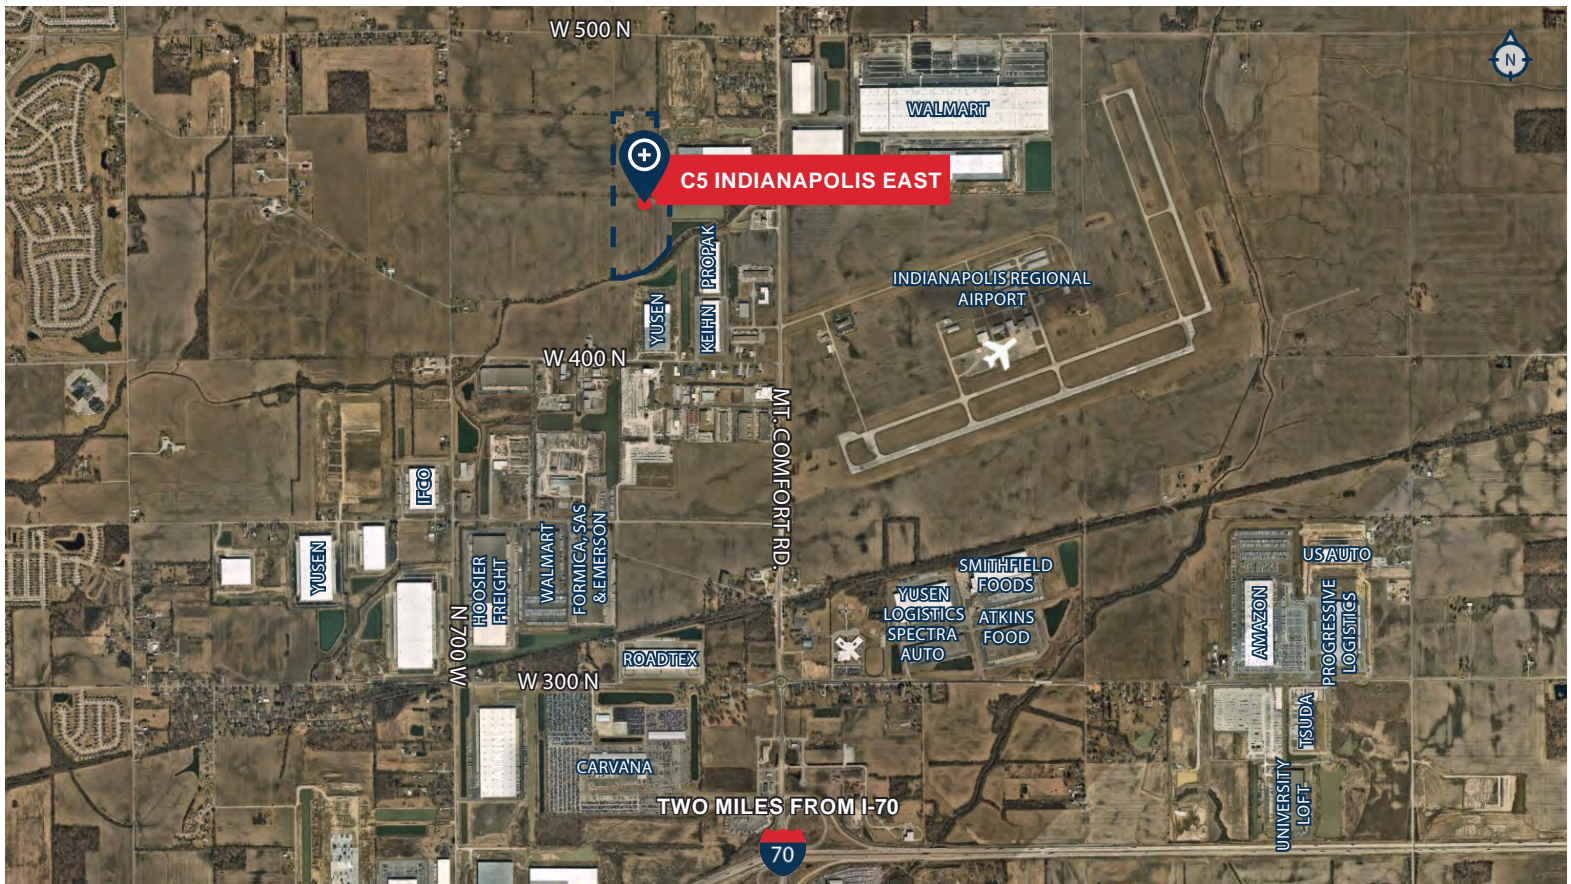 W 500 N
N
WALMART
C5 INDIANAPOLIS EAST
PROPAK
INDIANAPOLIS REGIONAL
AIRPORT
YUSEN
KEIHN
W 400 N
MT. COMFORT RD.
IFCO
YUSEN
HOOSIER
FREIGHT
WALMART
FORMICA, SAS
& EMERSON
SMITHFIELD
FOODS
YUSEN
LOGISTICS
SPECTRA
AUTO
ATKINS
FOOD
US AUTO
AMAZON
PROGRESSIVE
LOGISTICS
N 700 W
ROADTEX
W 300 N
TSUDA
CARVANA
UNIVERSITY
LOFT
TWO MILES FROM I-70
70